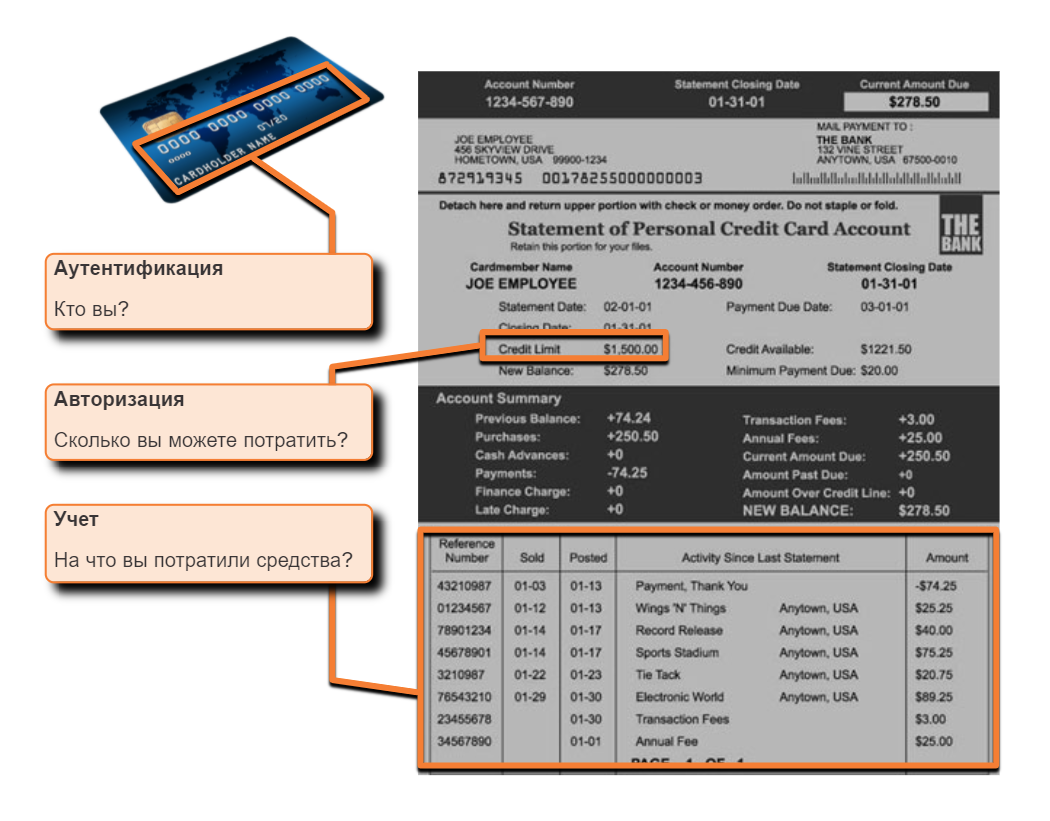 0000 0000 0000 0000
0000
07/20
CARDHOLDER NAME
Аутентификация
Кто вы?
Авторизация
Сколько вы можете потратить?
Учет
На что вы потратили средства?
Account Number Statement Closing Date Current Amount Due
1234-567-890 01-31-01 $278.50
JOE EMPLOYEE
456 SKYVIEW DRIVE
HOMETOWN, USA 99900-1234
MAIL PAYMENT TO :
THE BANK
132 VINE STREET
ANYTOWN, USA 67500-0010
872919345 00178255000000003
Detach here and return upper portion with check or money order. Do not staple or fold.
Statement of Personal Credit Card Account
Retain this portion for your files.
THE
BANK
Cardmember Name Account Number Statement Closing Date
JOE EMPLOYEE 1234-456-890 01-31-01
Statement Date: 02-01-01 Payment Due Date: 03-01-01
Closing Date: 01-31-01
Credit Limit $1,500.00 Credit Available: $1221.50
New Balance: $278.50 Minimum Payment Due: $20.00
Account Summary
Previous Balance: +74.24 Transaction Fees: +3.00
Purchases: +250.50 Annual Fees: +25.00
Cash Advances: +0 Current Amount Due: +250.50
Payments: -74.25 Amount Past Due: +0
Finance Charge: +0 Amount Over Credit Line: +0
Late Charge: +0 NEW BALANCE: $278.50
Reference
Number Sold Posted Activity Since Last Statement Amount
43210987 01-03 01-13 Payment, Thank You -$74.25
01234567 01-12 01-13 Wings 'N' Things Anytown, USA $25.25
78901234 01-14 01-17 Record Release Anytown, USA $40.00
45678901 01-14 01-17 Sports Stadium Anytown, USA $75.25
3210987 01-22 01-23 Tie Tack Anytown, USA $20.75
76543210 01-29 01-30 Electronic World Anytown, USA $89.25
23455678 01-30 Transaction Fees $3.00
34567890 01-01 Annual Fee $25.00
PAGE 1 OF 1